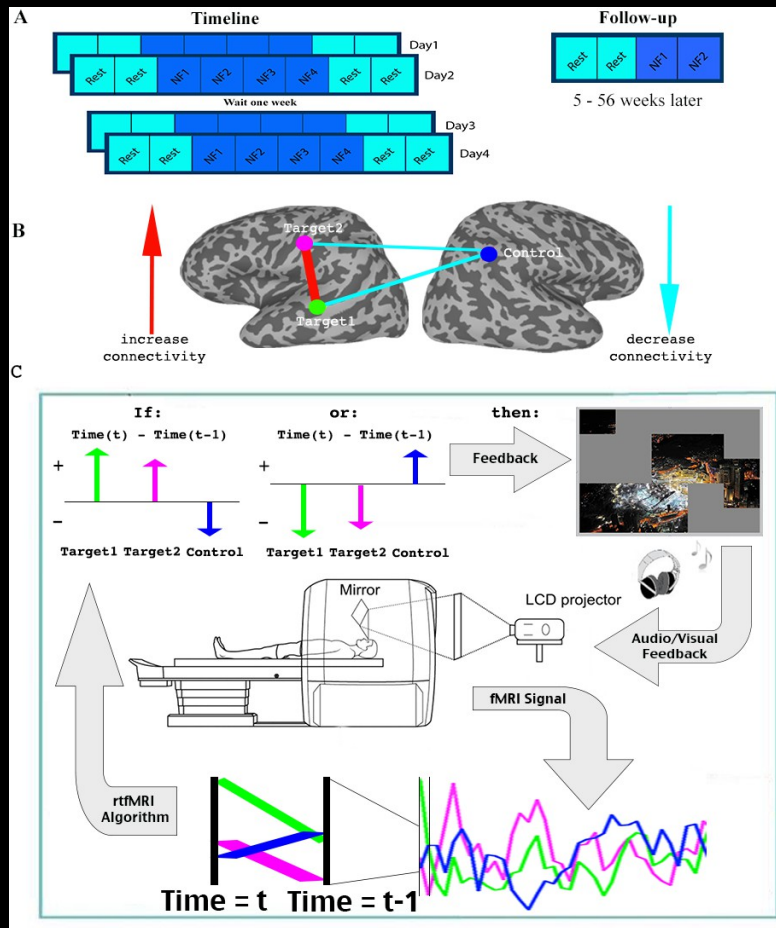 A
Timeline
Follow-up
Day1
Rest Rest NF1 NF2 NF3 NF4 Rest Rest
Day2
Wait one week
Day3
Rest Rest NF1 NF2 NF3 NF4 Rest Rest
Day4
Rest Rest NF1 NF2
5 - 56 weeks later
B
Target2
Control
Target1
increase
connectivity
decrease
connectivity
C
If:
or:
then:
Time(t) - Time(t-1)
Time(t) - Time(t-1)
Feedback
+
+
−
−
Target1 Target2 Control
Target1 Target2 Control
Mirror
LCD projector
Audio/Visual
Feedback
fMRI Signal
rtfMRI
Algorithm
Time = t
Time = t-1